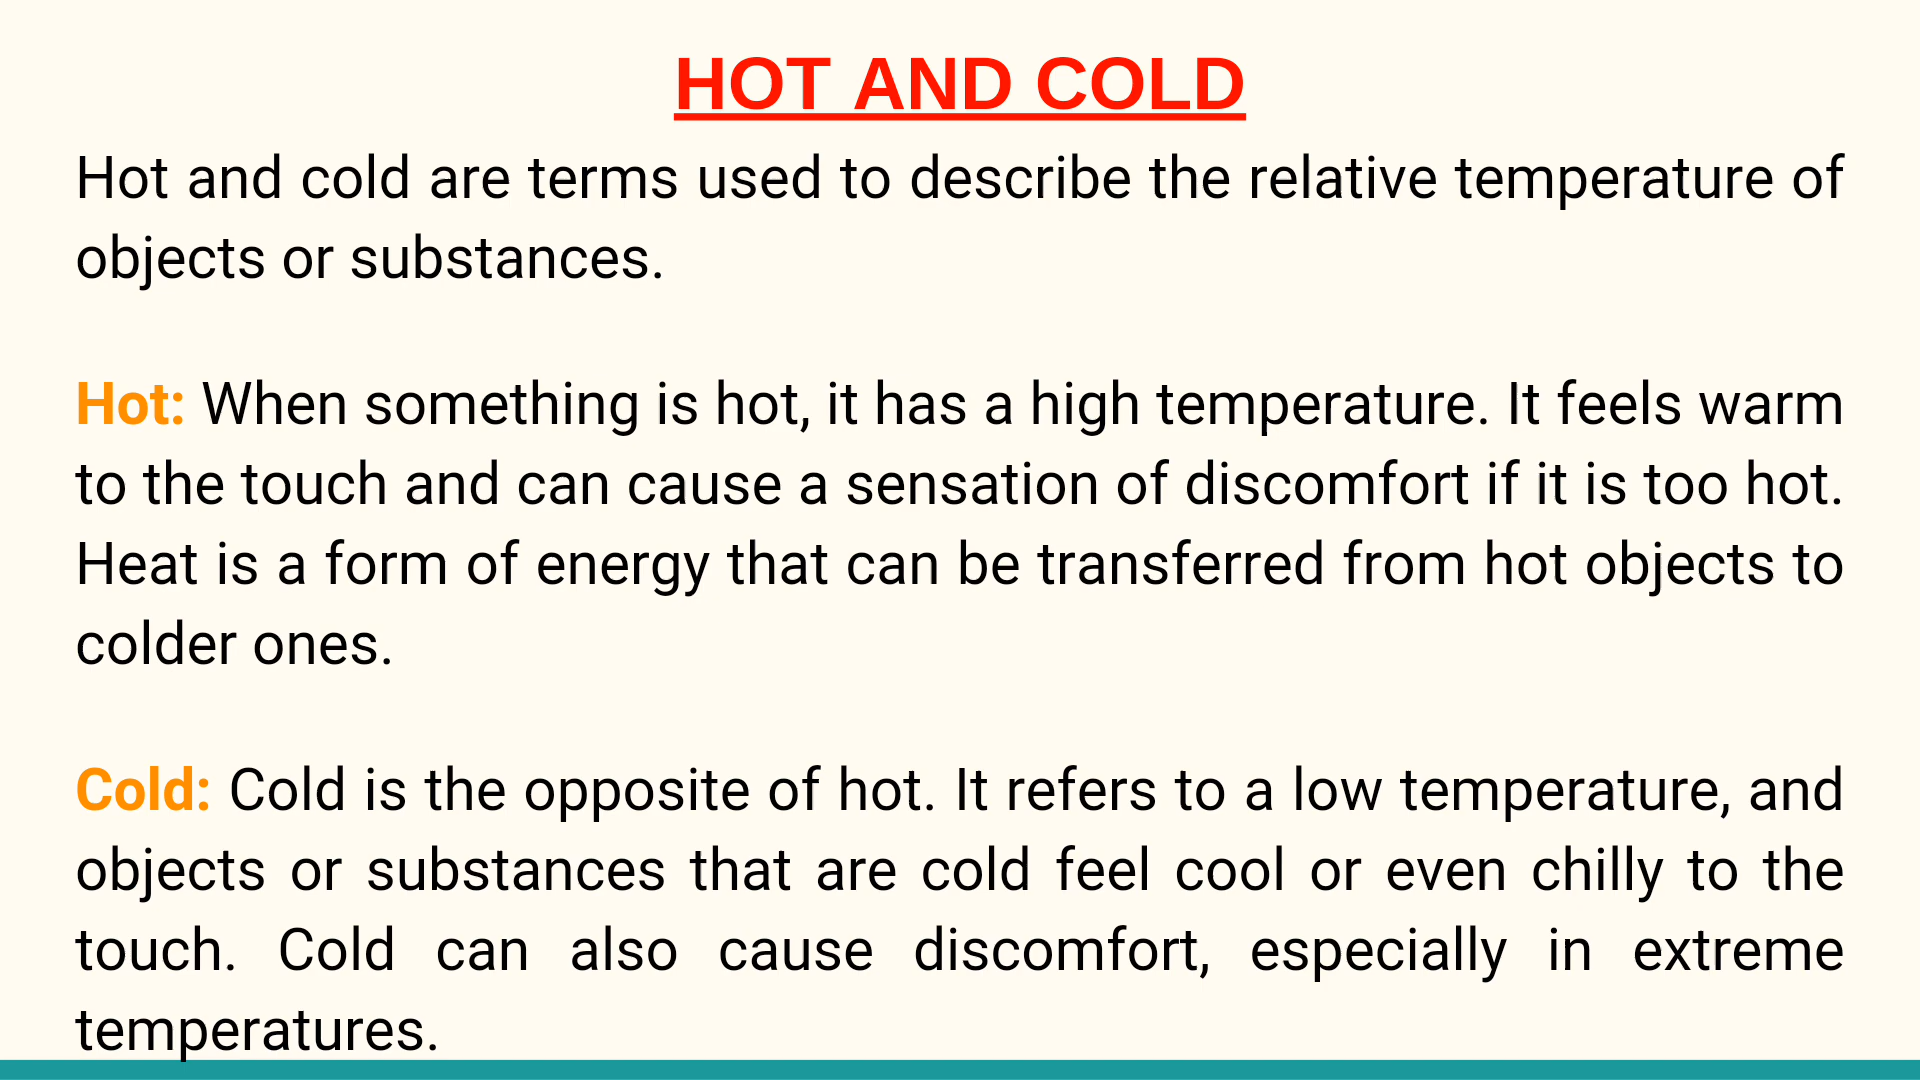 HOT AND COLD
Hot and cold are terms used to describe the relative temperature of
objects or substances.
Hot: When something is hot, it has a high temperature. It feels warm
to the touch and can cause a sensation of discomfort if it is too hot.
Heat is a form of energy that can be transferred from hot objects to
colder ones.
Cold: Cold is the opposite of hot. It refers to a low temperature, and
objects or substances that are cold feel cool or even chilly to the
touch. Cold can also cause discomfort, especially in extreme
temperatures.